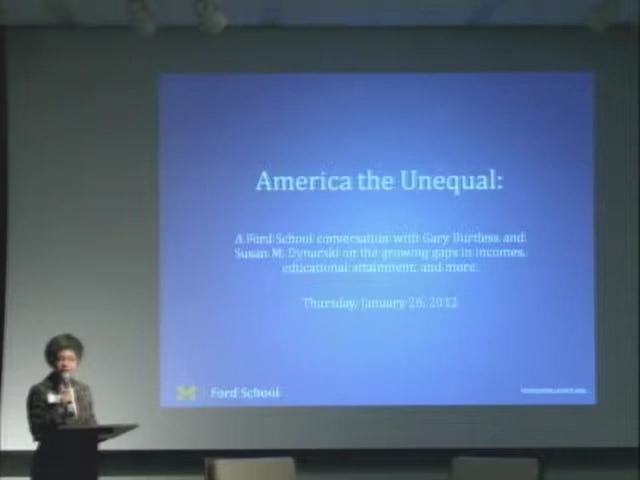 America the Unequal:
A Ford School conversation with Gary Burtless and
Susan M. Dynarski on the growing gaps in incomes,
educational attainment, and more.
Thursday, January 26, 2012
M Ford School